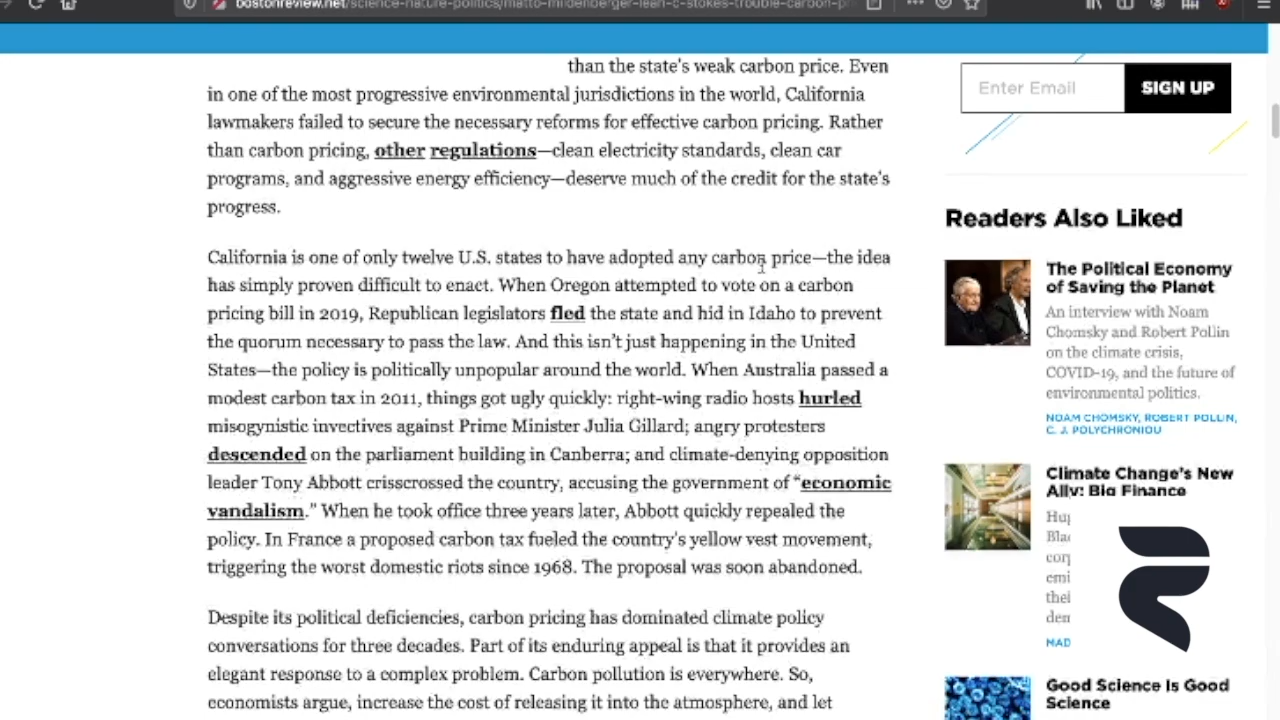 bostonreview.net/science-nature-politics/matto-mildenberger-leah-c-stokes-trouble-carbon-pr
than the state's weak carbon price. Even
in one of the most progressive environmental jurisdictions in the world, California
lawmakers failed to secure the necessary reforms for effective carbon pricing. Rather
than carbon pricing, other regulations—clean electricity standards, clean car
programs, and aggressive energy efficiency—deserve much of the credit for the state's
progress.
California is one of only twelve U.S. states to have adopted any carbon price—the idea
has simply proven difficult to enact. When Oregon attempted to vote on a carbon
pricing bill in 2019, Republican legislators fled the state and hid in Idaho to prevent
the quorum necessary to pass the law. And this isn't just happening in the United
States—the policy is politically unpopular around the world. When Australia passed a
modest carbon tax in 2011, things got ugly quickly: right-wing radio hosts hurled
misogynistic invectives against Prime Minister Julia Gillard; angry protesters
descended on the parliament building in Canberra; and climate-denying opposition
leader Tony Abbott crisscrossed the country, accusing the government of “economic
vandalism.” When he took office three years later, Abbott quickly repealed the
policy. In France a proposed carbon tax fueled the country's yellow vest movement,
triggering the worst domestic riots since 1968. The proposal was soon abandoned.
Despite its political deficiencies, carbon pricing has dominated climate policy
conversations for three decades. Part of its enduring appeal is that it provides an
elegant response to a complex problem. Carbon pollution is everywhere. So,
economists argue, increase the cost of releasing it into the atmosphere, and let
Enter Email
SIGN UP
Readers Also Liked
The Political Economy
of Saving the Planet
An interview with Noam
Chomsky and Robert Pollin
on the climate crisis,
COVID-19, and the future of
environmental politics.
NOAM CHOMSKY, ROBERT POLLIN,
C. J. POLYCHRONIOU
Climate Change's New
Ally: Big Finance
Good Science Is Good
Science